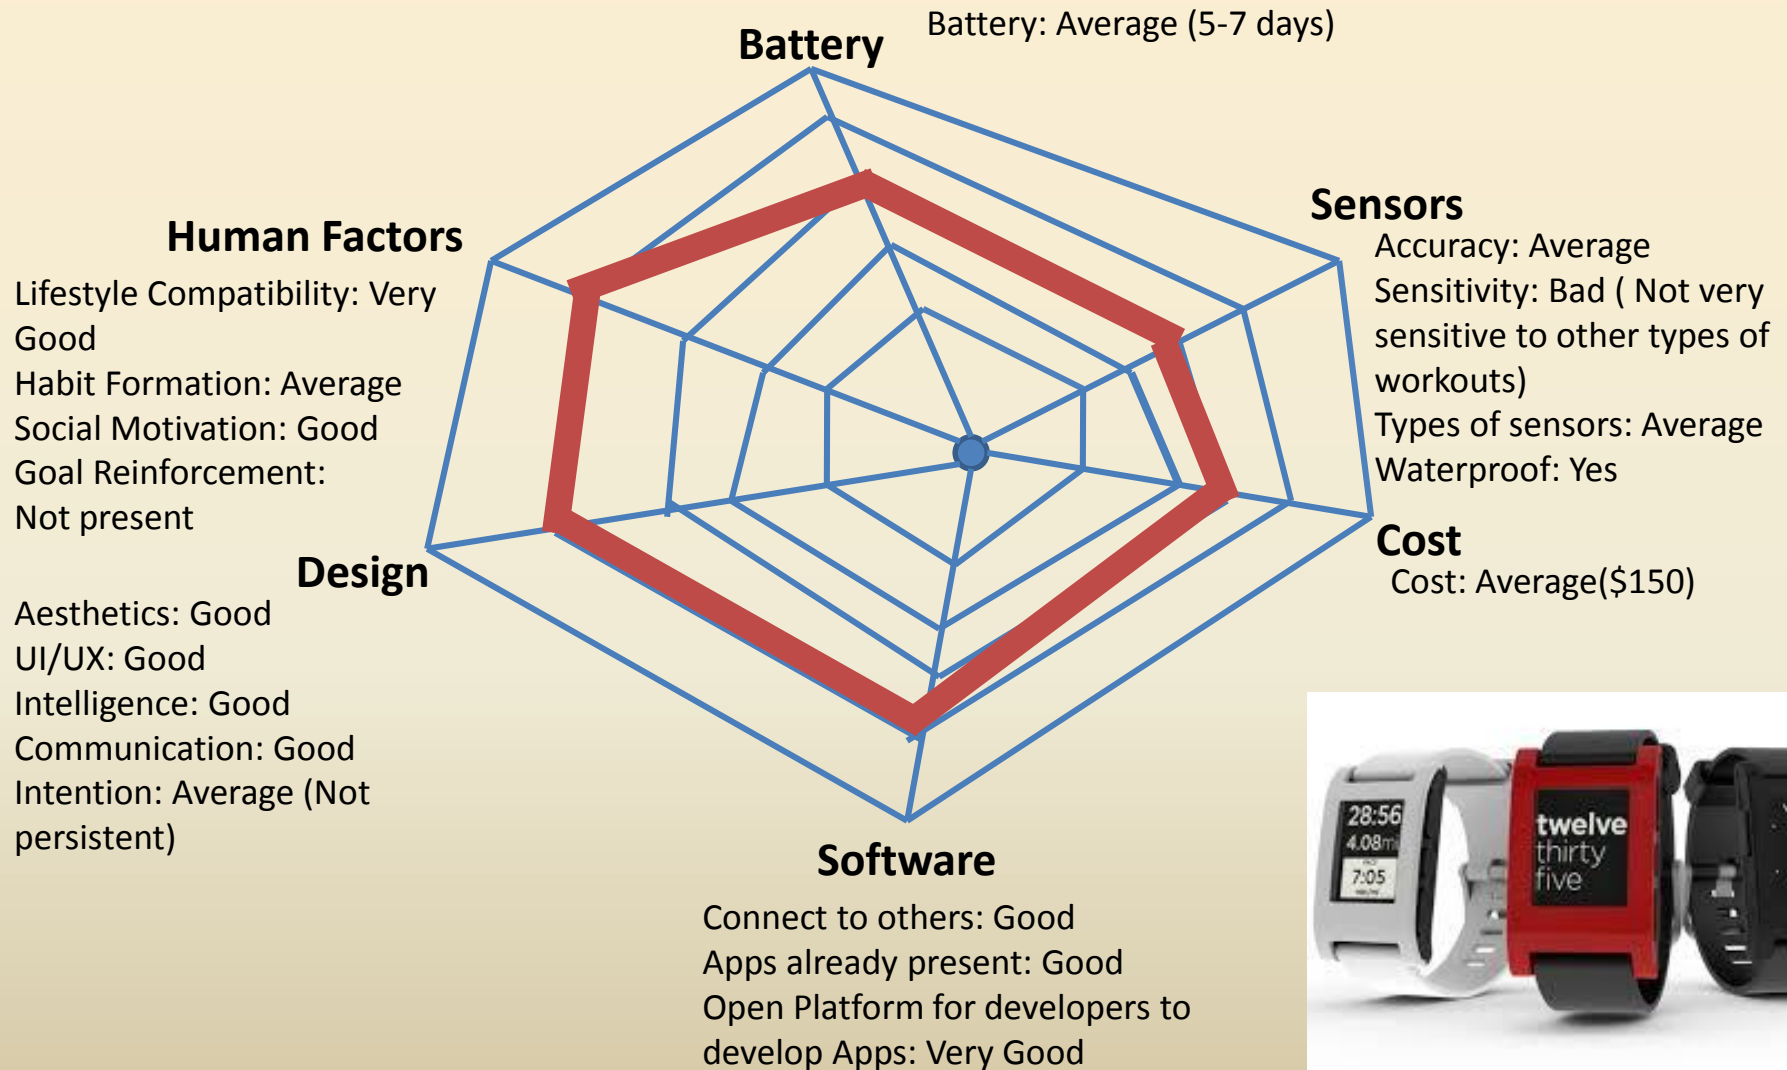 Battery
Battery: Average (5-7 days)
Sensors
Accuracy: Average
Sensitivity: Bad ( Not very
sensitive to other types of
workouts)
Types of sensors: Average
Waterproof: Yes
Human Factors
Lifestyle Compatibility: Very
Good
Habit Formation: Average
Social Motivation: Good
Goal Reinforcement:
Not present
Cost
Cost: Average($150)
Design
Aesthetics: Good
UI/UX: Good
Intelligence: Good
Communication: Good
Intention: Average (Not
persistent)
Software
Connect to others: Good
Apps already present: Good
Open Platform for developers to
develop Apps: Very Good
28:56
4.08mi
7:05
twelve
thirty
five